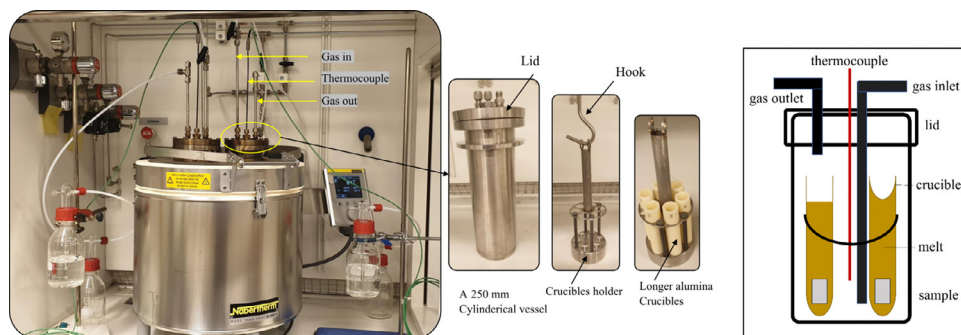 Gas in
Thermocouple
Gas out
Nabertherm
Lid
Hook
A 250 mm
Cylinderical vessel
Crucibles holder
Longer alumina
Crucibles
thermocouple
gas outlet
gas inlet
lid
crucible
melt
sample